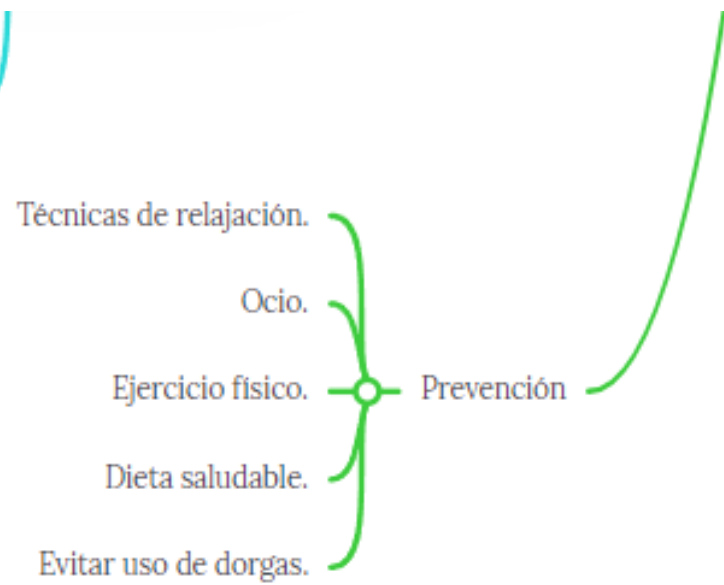 Técnicas de relajación.
Ocio.
Ejercicio físico.
Prevención
Dieta saludable.
Evitar uso de dorgas.